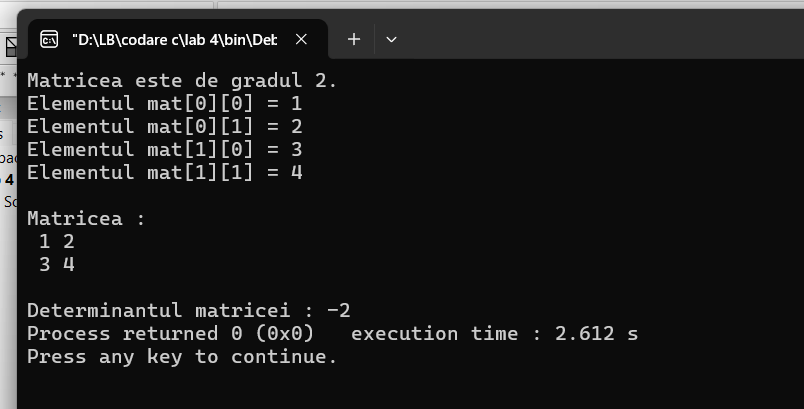 "D:\LB\codare c\lab 4\bin\Deb
Matricea este de gradul 2.
Elementul mat[0][0] = 1
Elementul mat[0][1] = 2
Elementul mat[1][0] = 3
Elementul mat[1][1] = 4
Matricea :
1 2
3 4
Determinantul matricei : -2
Process returned 0 (0x0)   execution time : 2.612 s
Press any key to continue.